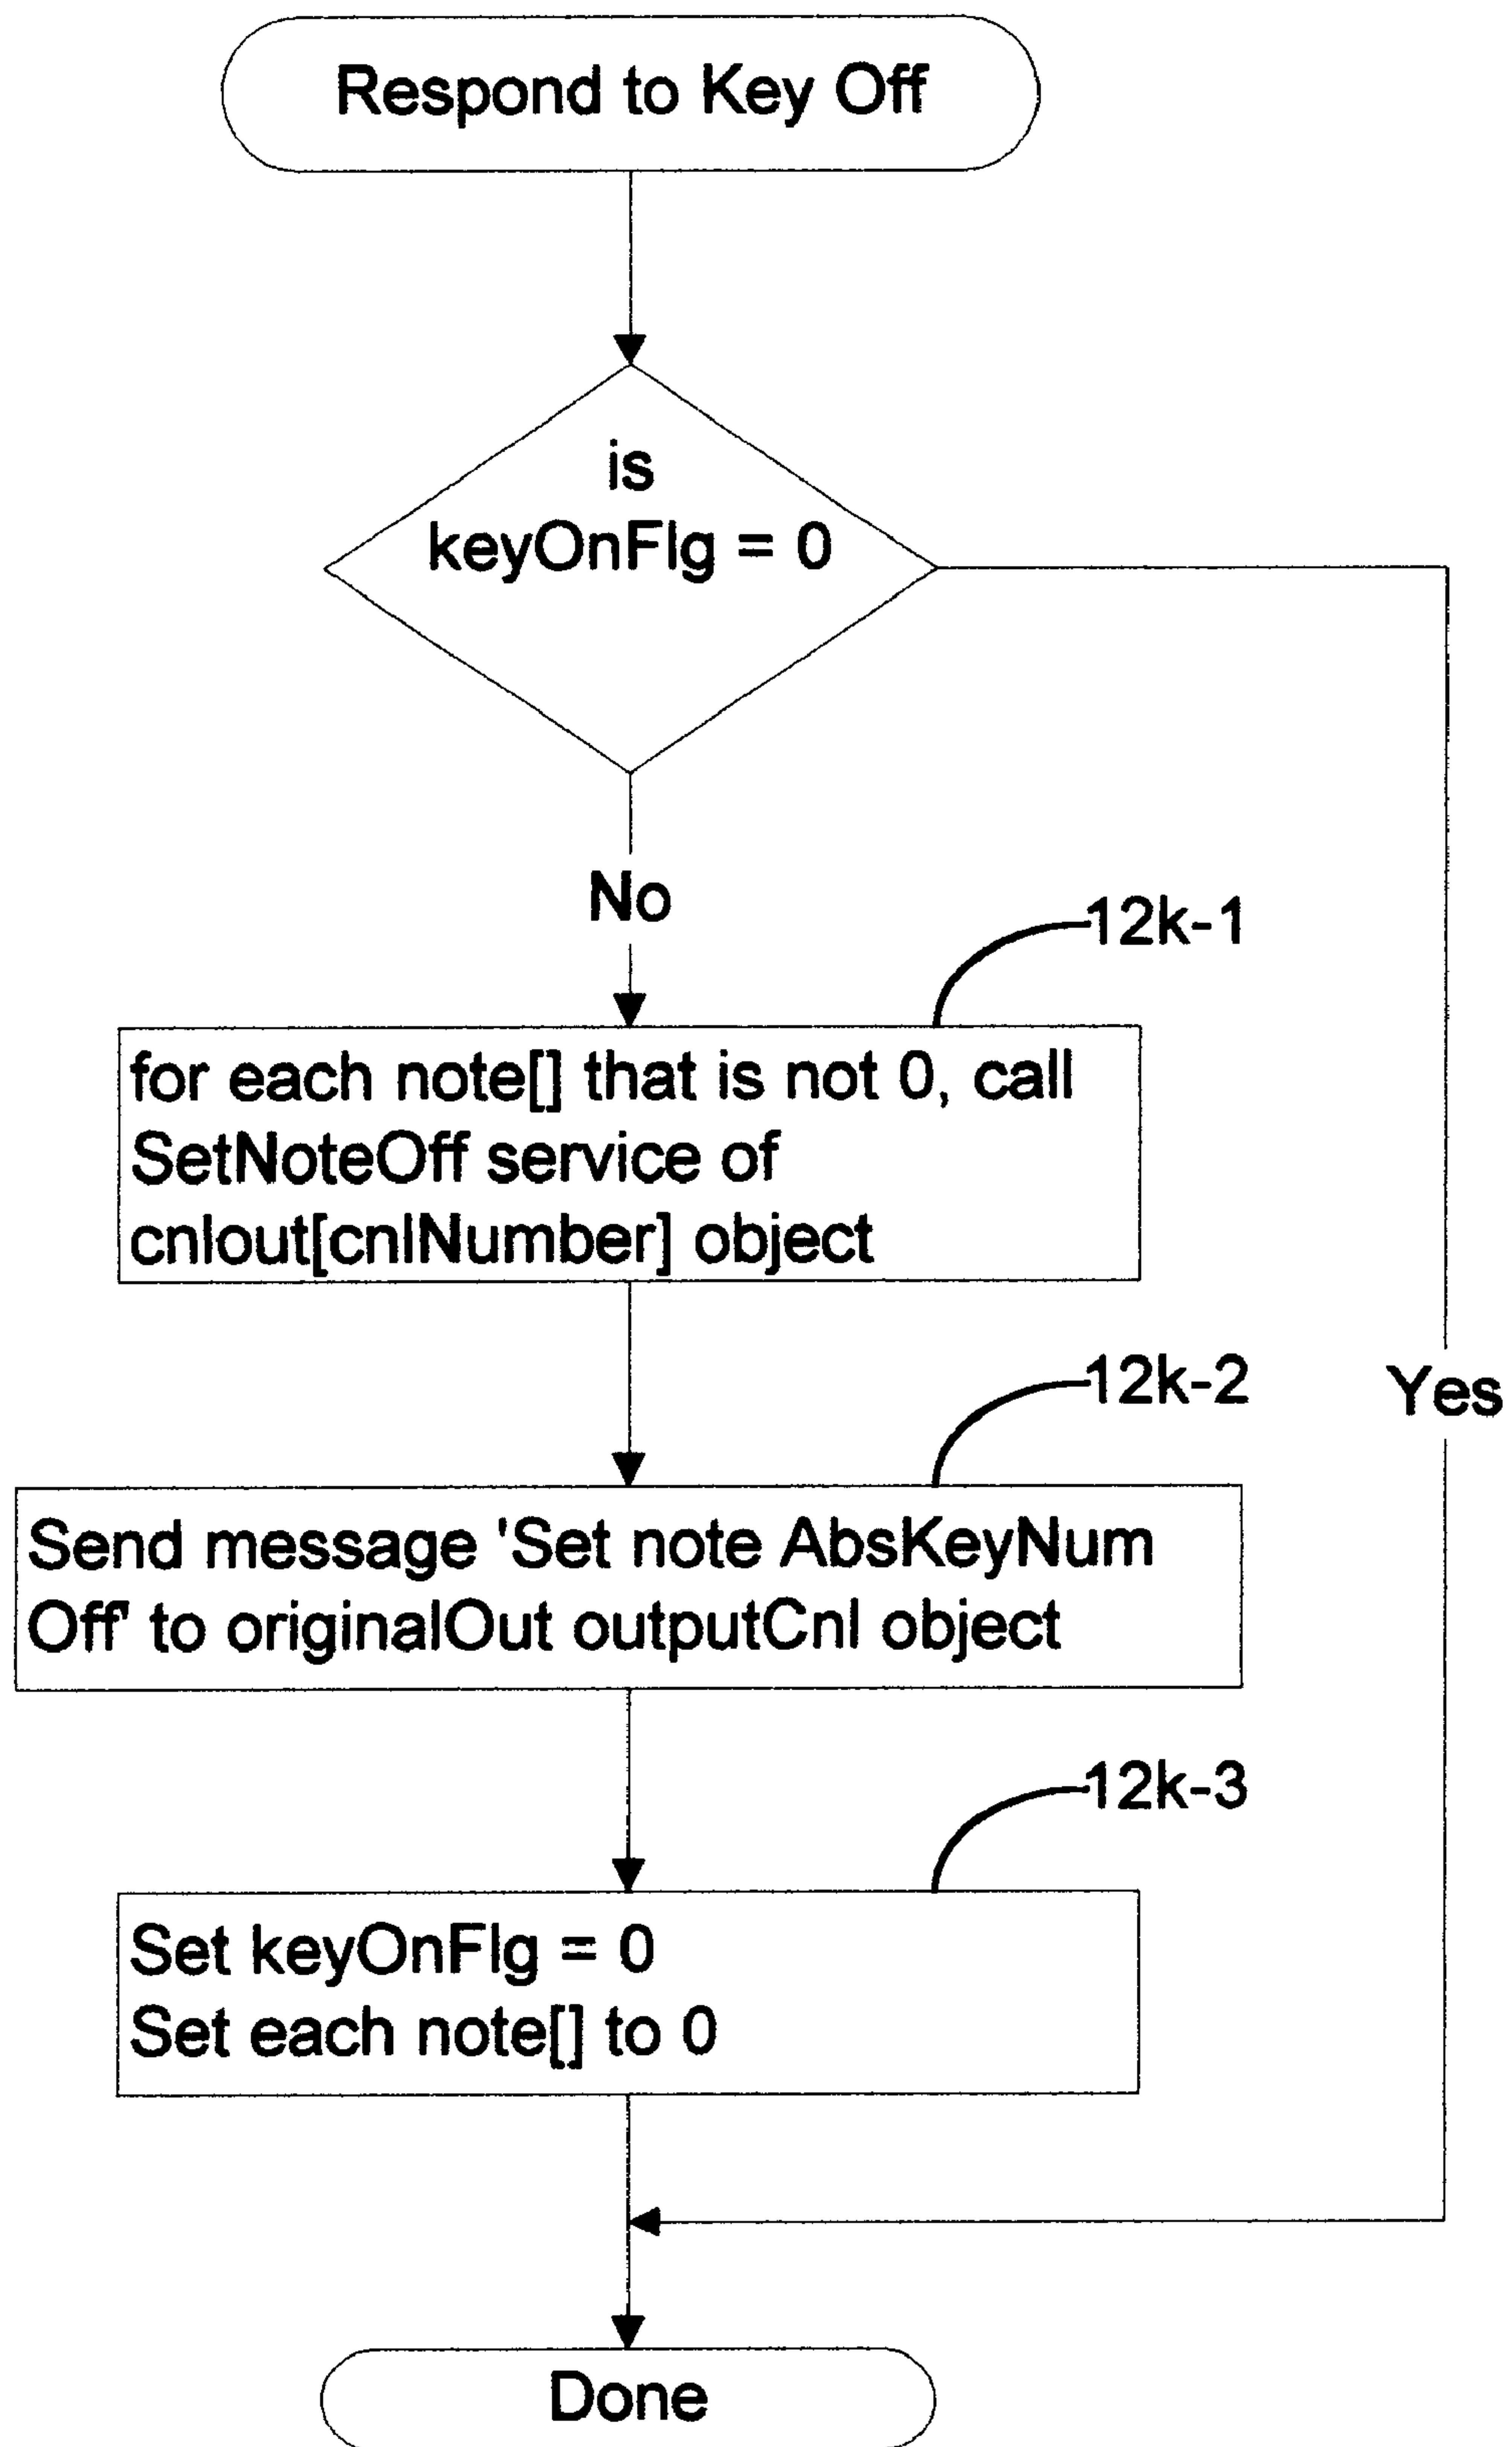 Respond to Key Off
is
keyOnFlg = 0
No
12k-1
for each note[] that is not 0, call
SetNoteOff service of
cnlout[cnlNumber] object
12k-2
Yes
Send message 'Set note AbsKeyNum
Off' to originalOut outputCnl object
12k-3
Set keyOnFlg = 0
Set each note[] to 0
Done